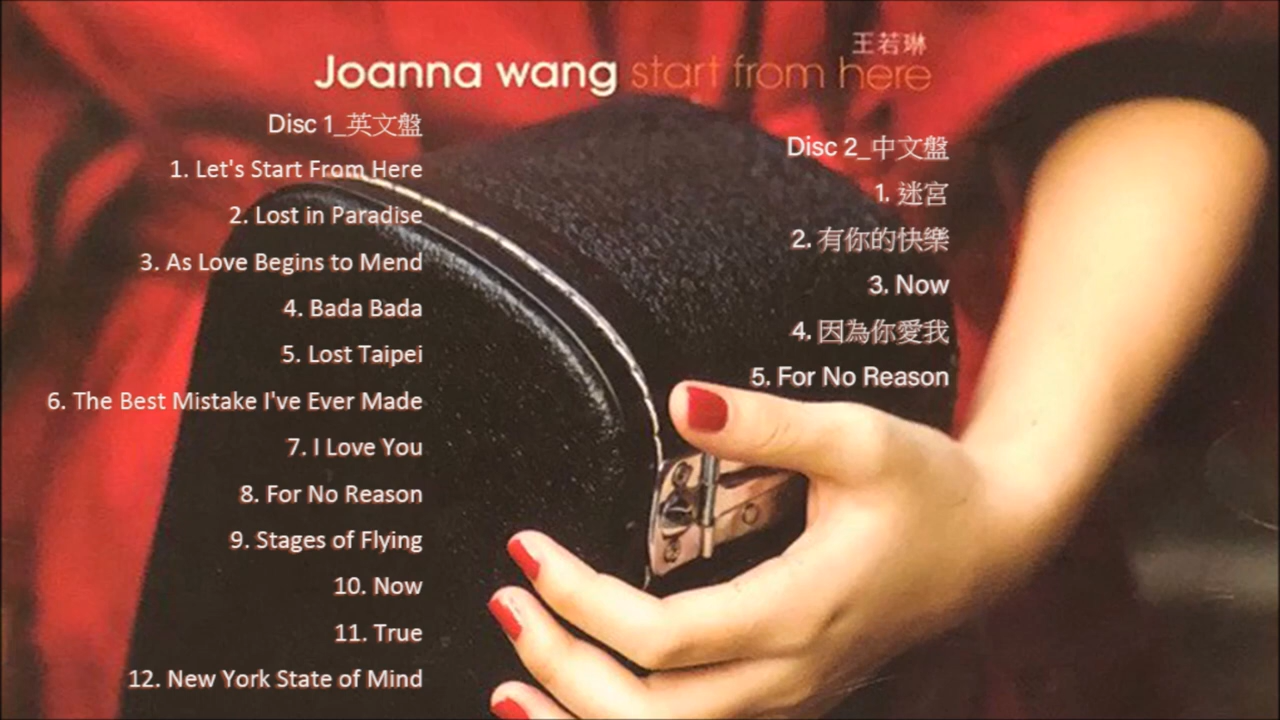 王若琳
Joanna wang start from here
Disc 1_英文盤
1. Let's Start From Here
2. Lost in Paradise
3. As Love Begins to Mend
4. Bada Bada
5. Lost Taipei
6. The Best Mistake I've Ever Made
7. I Love You
8. For No Reason
9. Stages of Flying
10. Now
11. True
12. New York State of Mind
Disc 2_中文盤
1. 迷宮
2. 有你的快樂
3. Now
4. 因為你愛我
5. For No Reason